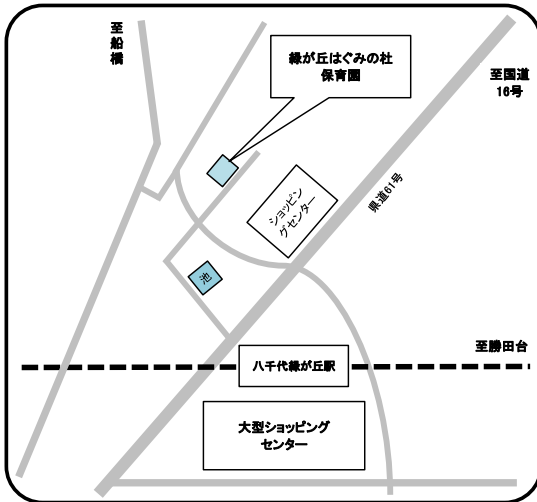 至船橋
緑が丘はぐみの杜
保育園
至国道
16号
県道61号
ショッピン
グセンター
池
至勝田台
八千代緑が丘駅
大型ショッピング
センター